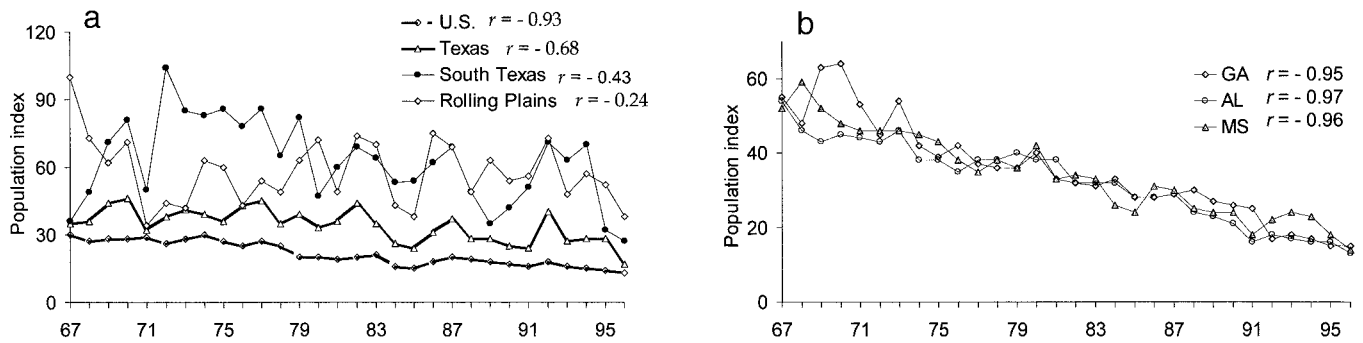 a
U.S. r = - 0.93
Texas r = - 0.68
South Texas r = - 0.43
Rolling Plains r = - 0.24
Population index
120
90
60
30
0
67 71 75 79 83 87 91 95
b
GA r = - 0.95
AL r = - 0.97
MS r = - 0.96
Population index
60
40
20
0
67 71 75 79 83 87 91 95